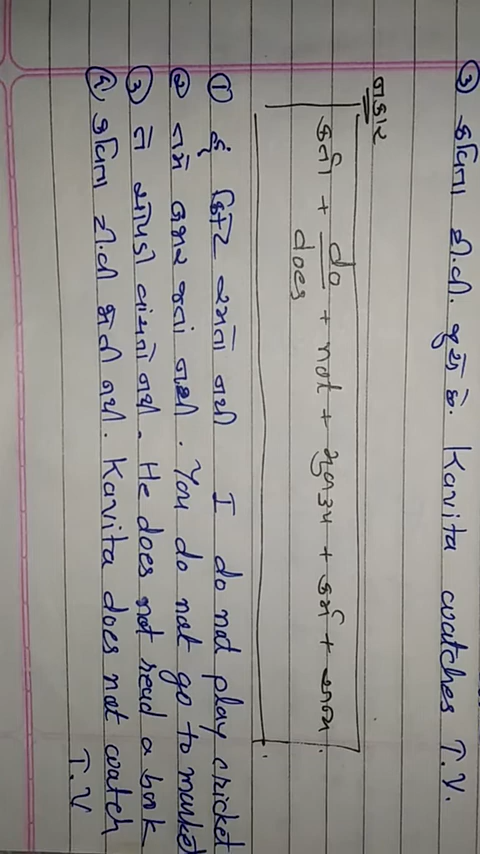 ③ કવિતા ટી.વી. જુએ છે. Kavita watches T.V.
નકાર
કર્તા + do + not + મુળરૂપ + કર્મ + અન્ય.
does
① હું ક્રિકેટ રમતો નથી I do not play cricket
② તમે બજાર જતાં નથી. You do not go to market
③ તે ચોપડી વાંચતો નથી. He does not read a book
④ કવિતા ટી.વી જોતી નથી. Kavita does not watch
T.V